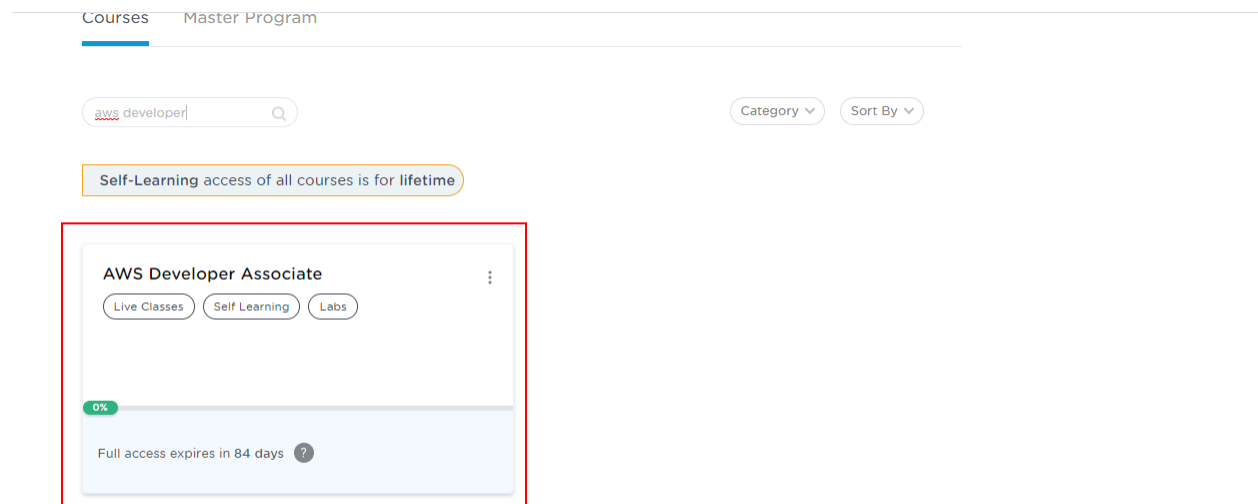 Courses Master Program
aws developer
Category Sort By
Self-Learning access of all courses is for lifetime
AWS Developer Associate
Live Classes Self Learning Labs
0%
Full access expires in 84 days ?